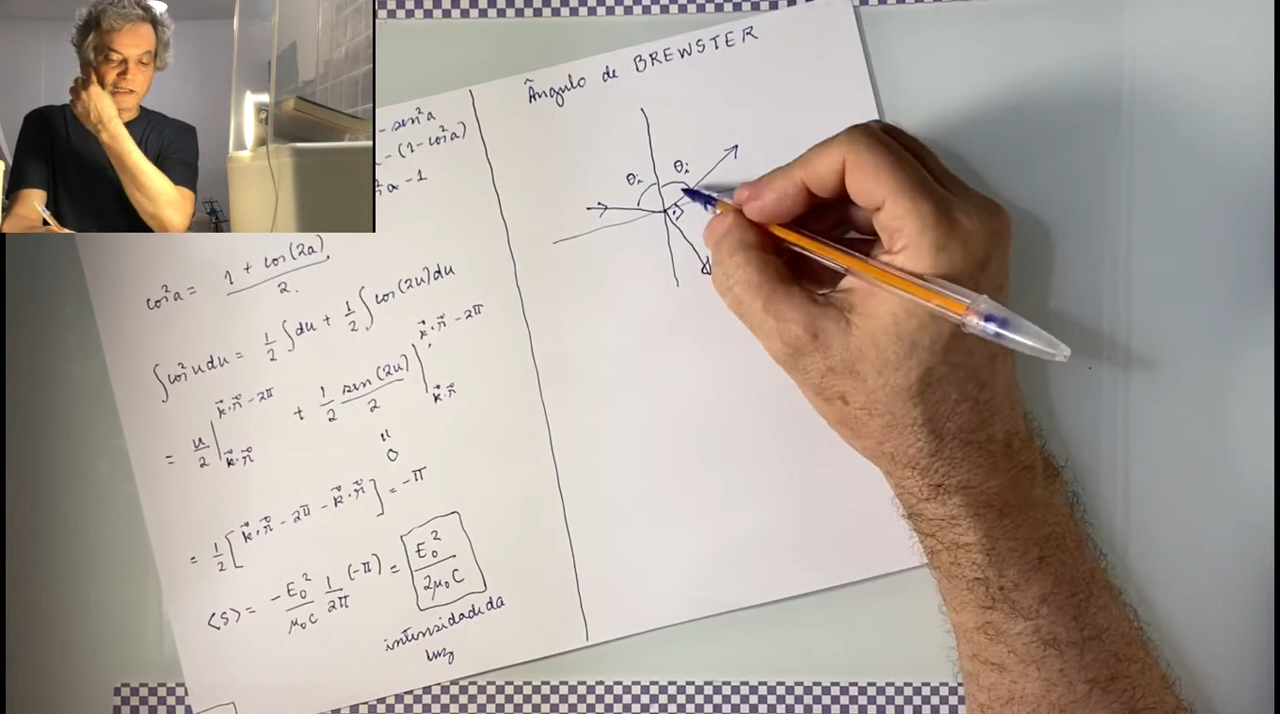 - sen²a
- (1-cos²a)
²a - 1
cos²a = 1 + cos(2a) / 2
∫cos²u du = 1/2 ∫du + 1/2 ∫cos(2u)du
= u/2 |_{k⃗·r⃗}^{k⃗·r⃗ - 2π} + 1/2 sen(2u)/2 |_{k⃗·r⃗}^{k⃗·r⃗ - 2π}
"
0
= 1/2 [k⃗·r⃗ - 2π - k⃗·r⃗] = -π
⟨S⟩ = -E₀²/μ₀C 1/2π (-π) = E₀²/2μ₀C
intensidade da
luz
Ângulo de BREWSTER
θi θi